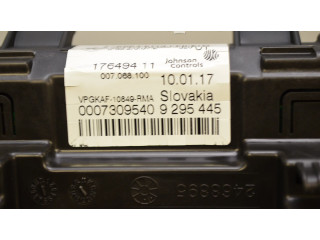 176494 11
Johnson
Controls
007.068.100
10.01.17
VPGKAF-10849-RMA Slovakia
0007309540 9 295 445